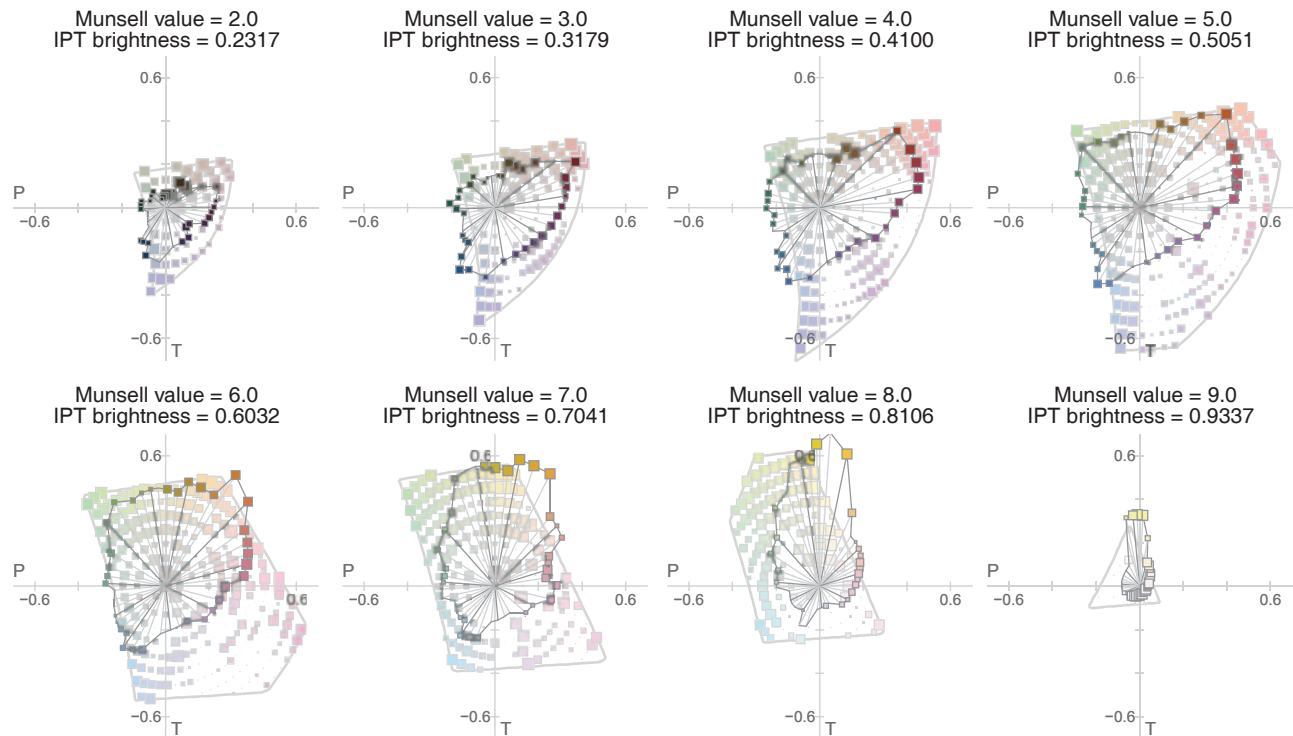 Munsell value = 2.0
IPT brightness = 0.2317
0.6
P
−0.6
0.6
−0.6
T
Munsell value = 3.0
IPT brightness = 0.3179
0.6
P
−0.6
0.6
−0.6
T
Munsell value = 4.0
IPT brightness = 0.4100
0.6
P
−0.6
0.6
−0.6
T
Munsell value = 5.0
IPT brightness = 0.5051
0.6
P
−0.6
0.6
−0.6
T
Munsell value = 6.0
IPT brightness = 0.6032
0.6
P
−0.6
0.6
−0.6
T
Munsell value = 7.0
IPT brightness = 0.7041
0.6
P
−0.6
0.6
−0.6
T
Munsell value = 8.0
IPT brightness = 0.8106
0.6
P
−0.6
0.6
−0.6
T
Munsell value = 9.0
IPT brightness = 0.9337
0.6
P
−0.6
0.6
−0.6
T